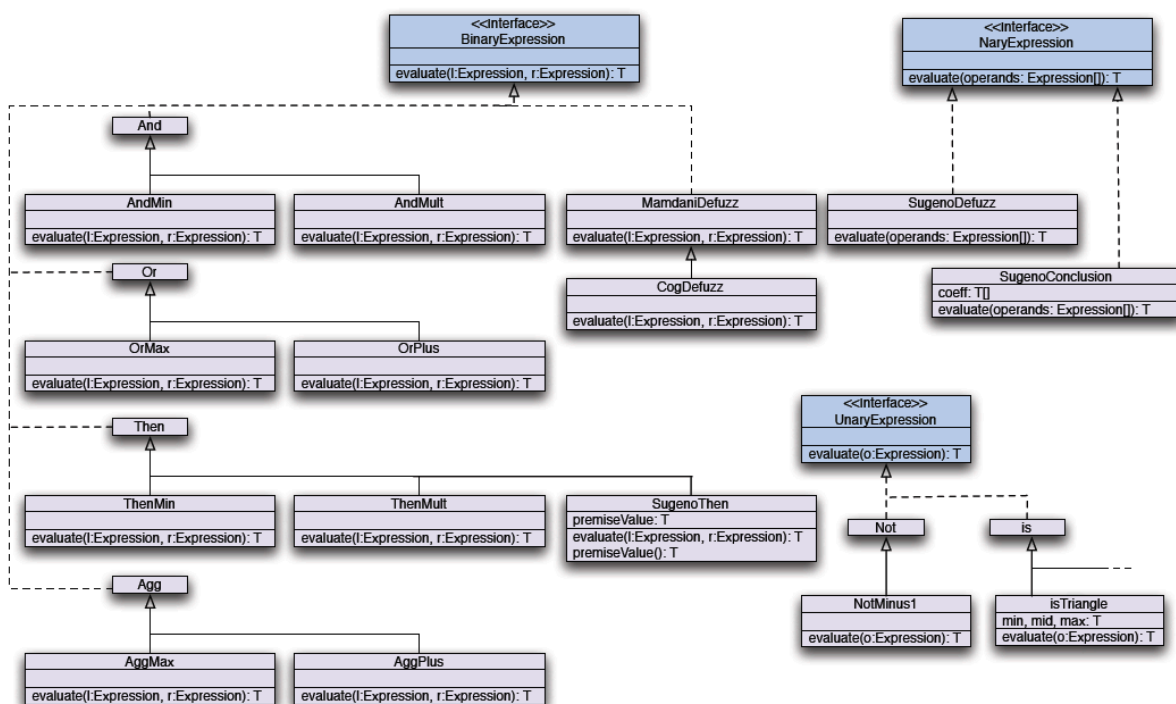 <<Interface>>
BinaryExpression
evaluate(l:Expression, r:Expression): T
<<Interface>>
NaryExpression
evaluate(operands: Expression[]): T
And
AndMin
evaluate(l:Expression, r:Expression): T
AndMult
evaluate(l:Expression, r:Expression): T
MamdaniDefuzz
evaluate(l:Expression, r:Expression): T
SugenoDefuzz
evaluate(operands: Expression[]): T
Or
CogDefuzz
evaluate(l:Expression, r:Expression): T
SugenoConclusion
coeff: T[]
evaluate(operands: Expression[]): T
OrMax
evaluate(l:Expression, r:Expression): T
OrPlus
evaluate(l:Expression, r:Expression): T
<<Interface>>
UnaryExpression
evaluate(o:Expression): T
Then
ThenMin
evaluate(l:Expression, r:Expression): T
ThenMult
evaluate(l:Expression, r:Expression): T
SugenoThen
premiseValue: T
evaluate(l:Expression, r:Expression): T
premiseValue(): T
Not
is
Agg
NotMinus1
evaluate(o:Expression): T
isTriangle
min, mid, max: T
evaluate(o:Expression): T
AggMax
evaluate(l:Expression, r:Expression): T
AggPlus
evaluate(l:Expression, r:Expression): T